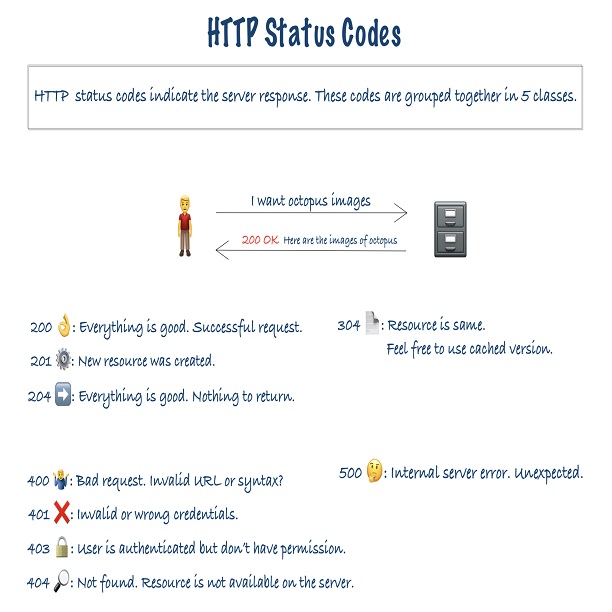 HTTP Status Codes
HTTP status codes indicate the server response. These codes are grouped together in 5 classes.
I want octopus images
200 OK Here are the images of octopus
200 👌: Everything is good. Successful request.
201 ⚙️: New resource was created.
204 ➡️: Everything is good. Nothing to return.
304 📄: Resource is same.
Feel free to use cached version.
400 🤷‍♂️: Bad request. Invalid URL or syntax?
401 ❌: Invalid or wrong credentials.
403 🔒: User is authenticated but don't have permission.
404 🔎: Not found. Resource is not available on the server.
500 🤔: Internal server error. Unexpected.